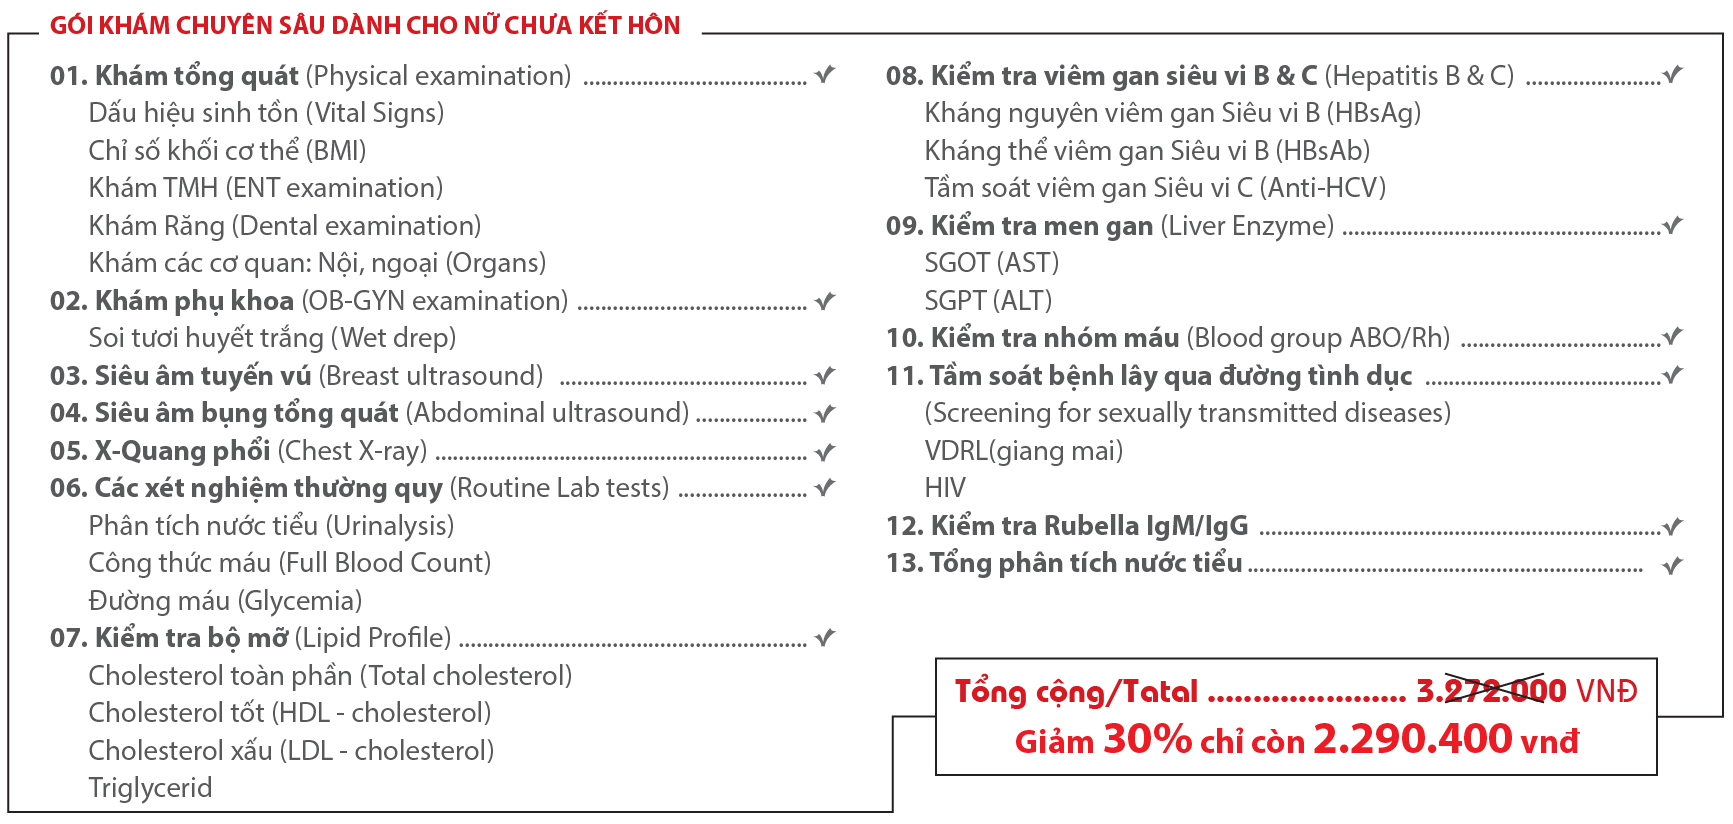 GÓI KHÁM CHUYÊN SÂU DÀNH CHO NỮ CHƯA KẾT HÔN
01. Khám tổng quát (Physical examination) ✓
Dấu hiệu sinh tồn (Vital Signs)
Chỉ số khối cơ thể (BMI)
Khám TMH (ENT examination)
Khám Răng (Dental examination)
Khám các cơ quan: Nội, ngoại (Organs)
02. Khám phụ khoa (OB-GYN examination) ✓
Soi tươi huyết trắng (Wet drep)
03. Siêu âm tuyến vú (Breast ultrasound) ✓
04. Siêu âm bụng tổng quát (Abdominal ultrasound) ✓
05. X-Quang phổi (Chest X-ray) ✓
06. Các xét nghiệm thường quy (Routine Lab tests) ✓
Phân tích nước tiểu (Urinalysis)
Công thức máu (Full Blood Count)
Đường máu (Glycemia)
07. Kiểm tra bộ mỡ (Lipid Profile) ✓
Cholesterol toàn phần (Total cholesterol)
Cholesterol tốt (HDL - cholesterol)
Cholesterol xấu (LDL - cholesterol)
Triglycerid
08. Kiểm tra viêm gan siêu vi B & C (Hepatitis B & C) ✓
Kháng nguyên viêm gan Siêu vi B (HBsAg)
Kháng thể viêm gan Siêu vi B (HBsAb)
Tầm soát viêm gan Siêu vi C (Anti-HCV)
09. Kiểm tra men gan (Liver Enzyme) ✓
SGOT (AST)
SGPT (ALT)
10. Kiểm tra nhóm máu (Blood group ABO/Rh) ✓
11. Tầm soát bệnh lây qua đường tình dục ✓
(Screening for sexually transmitted diseases)
VDRL(giang mai)
HIV
12. Kiểm tra Rubella IgM/IgG ✓
13. Tổng phân tích nước tiểu ✓
Tổng cộng/Tatal ...................... 3.272.000 VNĐ
Giảm 30% chỉ còn 2.290.400 vnđ